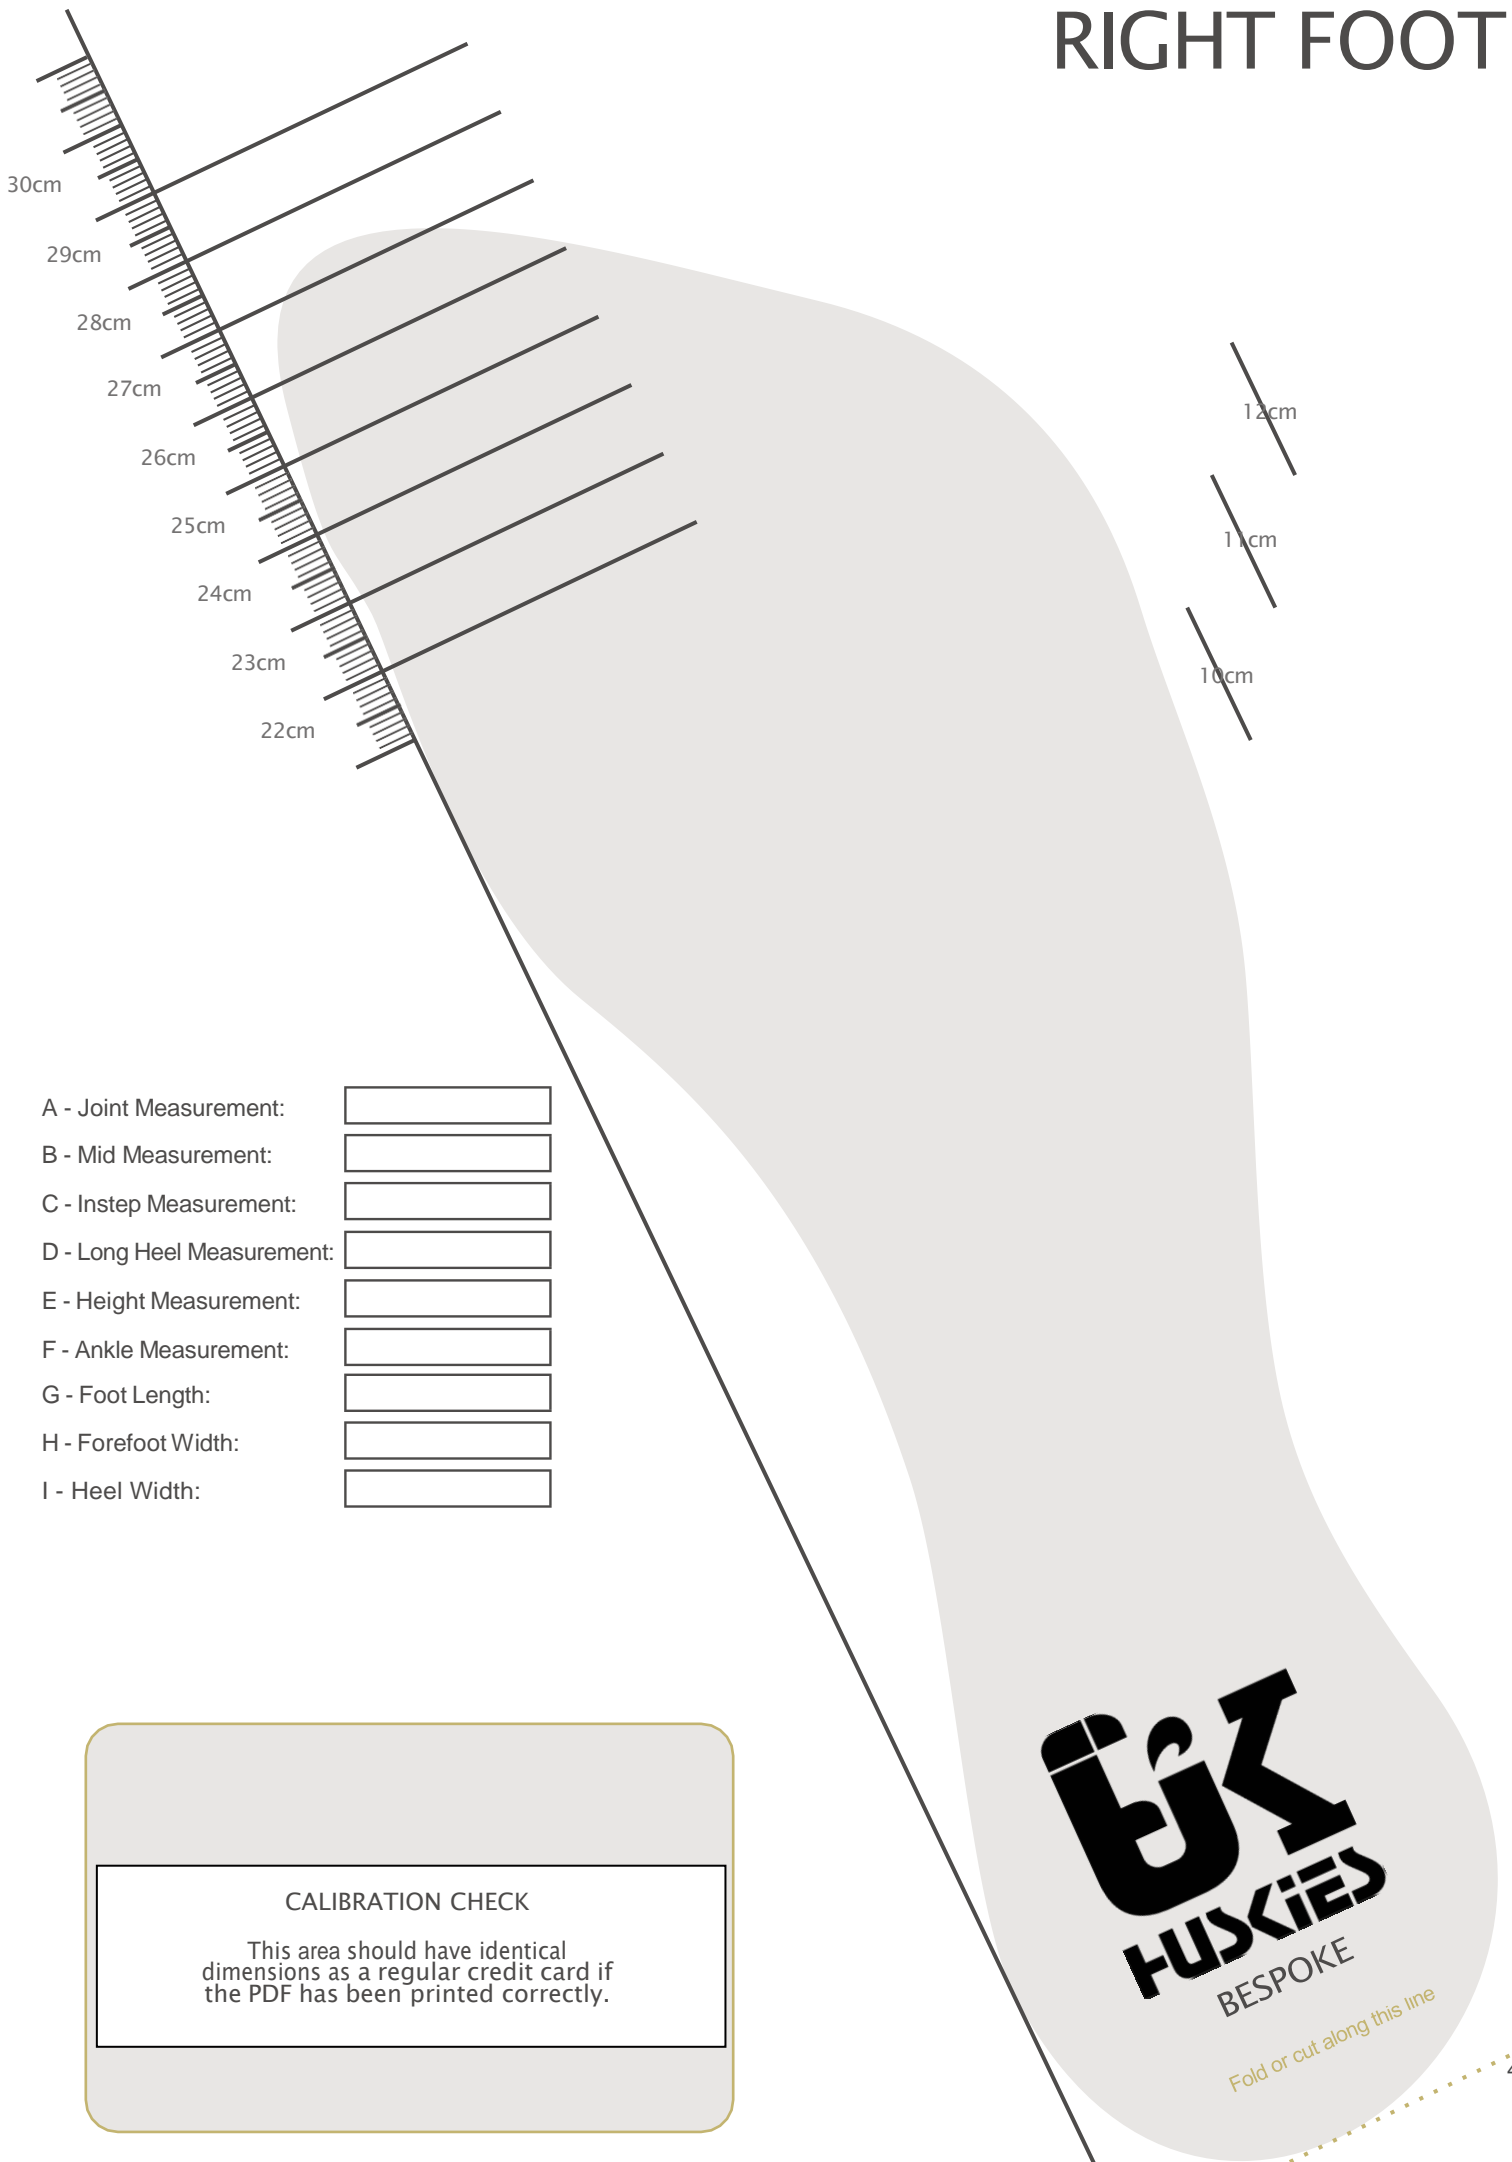 RIGHT FOOT
30cm
29cm
28cm
27cm
26cm
25cm
24cm
23cm
22cm
12cm
11cm
10cm
A - Joint Measurement:
B - Mid Measurement:
C - Instep Measurement:
D - Long Heel Measurement:
E - Height Measurement:
F - Ankle Measurement:
G - Foot Length:
H - Forefoot Width:
I - Heel Width:
CALIBRATION CHECK
This area should have identical
dimensions as a regular credit card if
the PDF has been printed correctly.
HUSKiES
BESPOKE
Fold or cut along this line